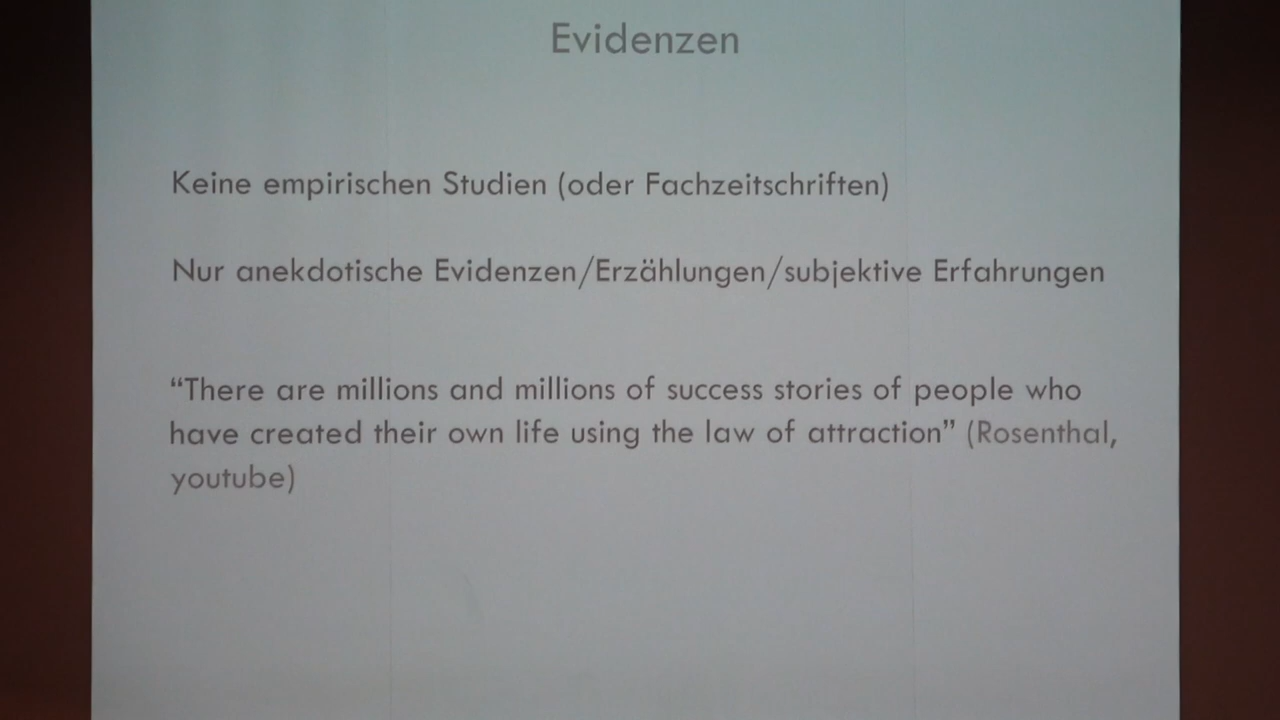 Evidenzen
Keine empirischen Studien (oder Fachzeitschriften)
Nur anekdotische Evidenzen/Erzählungen/subjektive Erfahrungen
“There are millions and millions of success stories of people who
have created their own life using the law of attraction” (Rosenthal,
youtube)